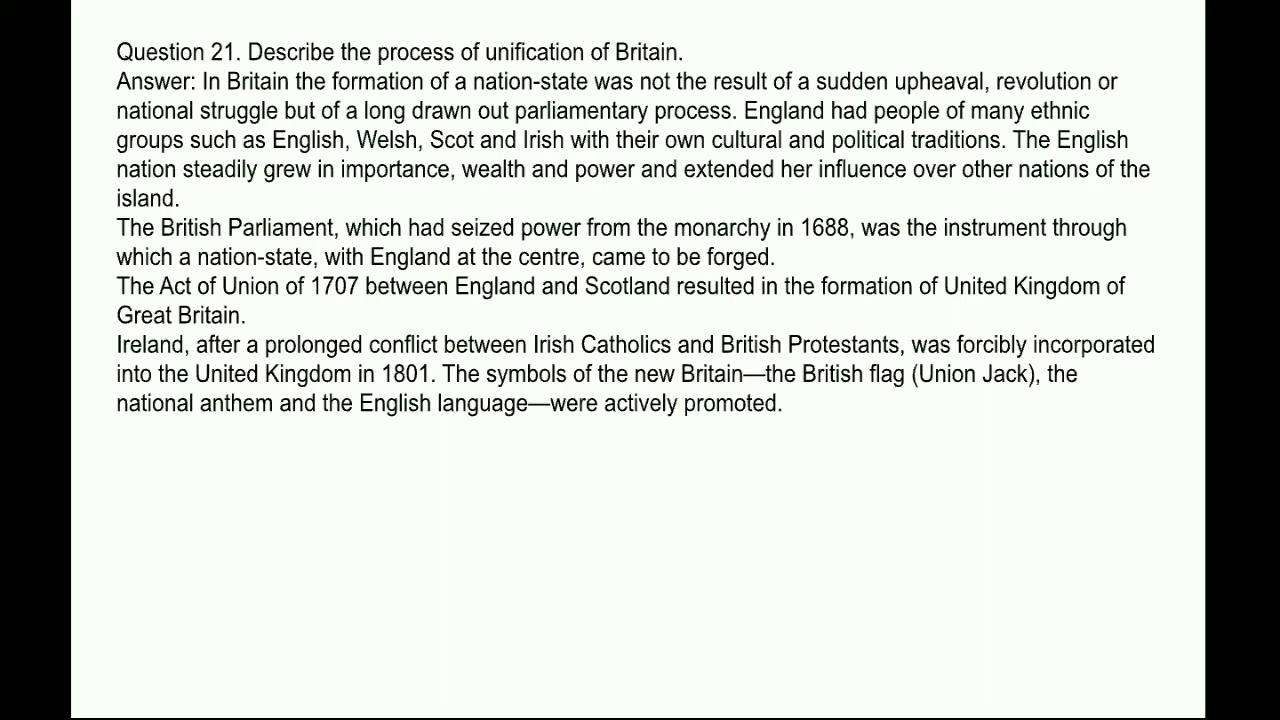 Question 21. Describe the process of unification of Britain.
Answer: In Britain the formation of a nation-state was not the result of a sudden upheaval, revolution or
national struggle but of a long drawn out parliamentary process. England had people of many ethnic
groups such as English, Welsh, Scot and Irish with their own cultural and political traditions. The English
nation steadily grew in importance, wealth and power and extended her influence over other nations of the
island.
The British Parliament, which had seized power from the monarchy in 1688, was the instrument through
which a nation-state, with England at the centre, came to be forged.
The Act of Union of 1707 between England and Scotland resulted in the formation of United Kingdom of
Great Britain.
Ireland, after a prolonged conflict between Irish Catholics and British Protestants, was forcibly incorporated
into the United Kingdom in 1801. The symbols of the new Britain—the British flag (Union Jack), the
national anthem and the English language—were actively promoted.